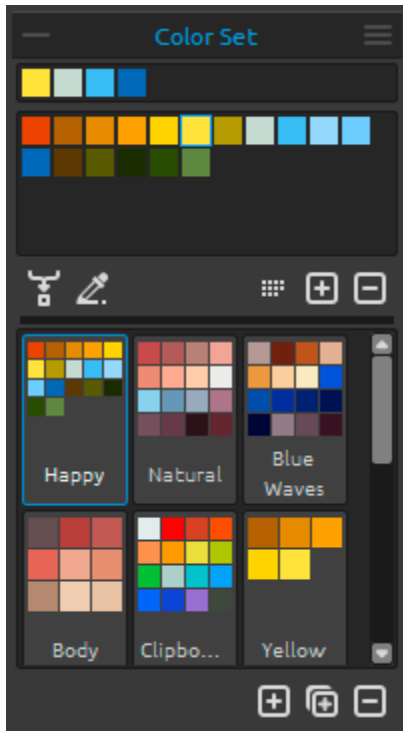 Color Set
Happy
Natural
Blue
Waves
Body
Clipbo...
Yellow